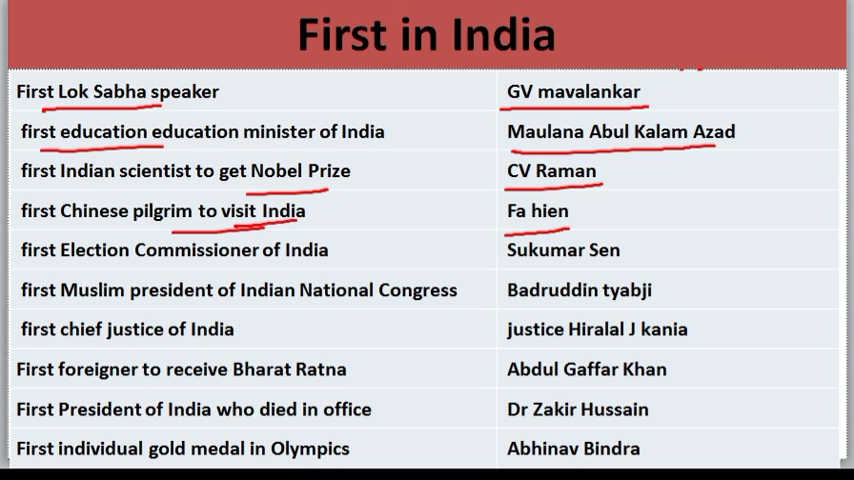 First in India
First Lok Sabha speaker GV mavalankar
first education education minister of India Maulana Abul Kalam Azad
first Indian scientist to get Nobel Prize CV Raman
first Chinese pilgrim to visit India Fa hien
first Election Commissioner of India Sukumar Sen
first Muslim president of Indian National Congress Badruddin tyabji
first chief justice of India justice Hiralal J kania
First foreigner to receive Bharat Ratna Abdul Gaffar Khan
First President of India who died in office Dr Zakir Hussain
First individual gold medal in Olympics Abhinav Bindra